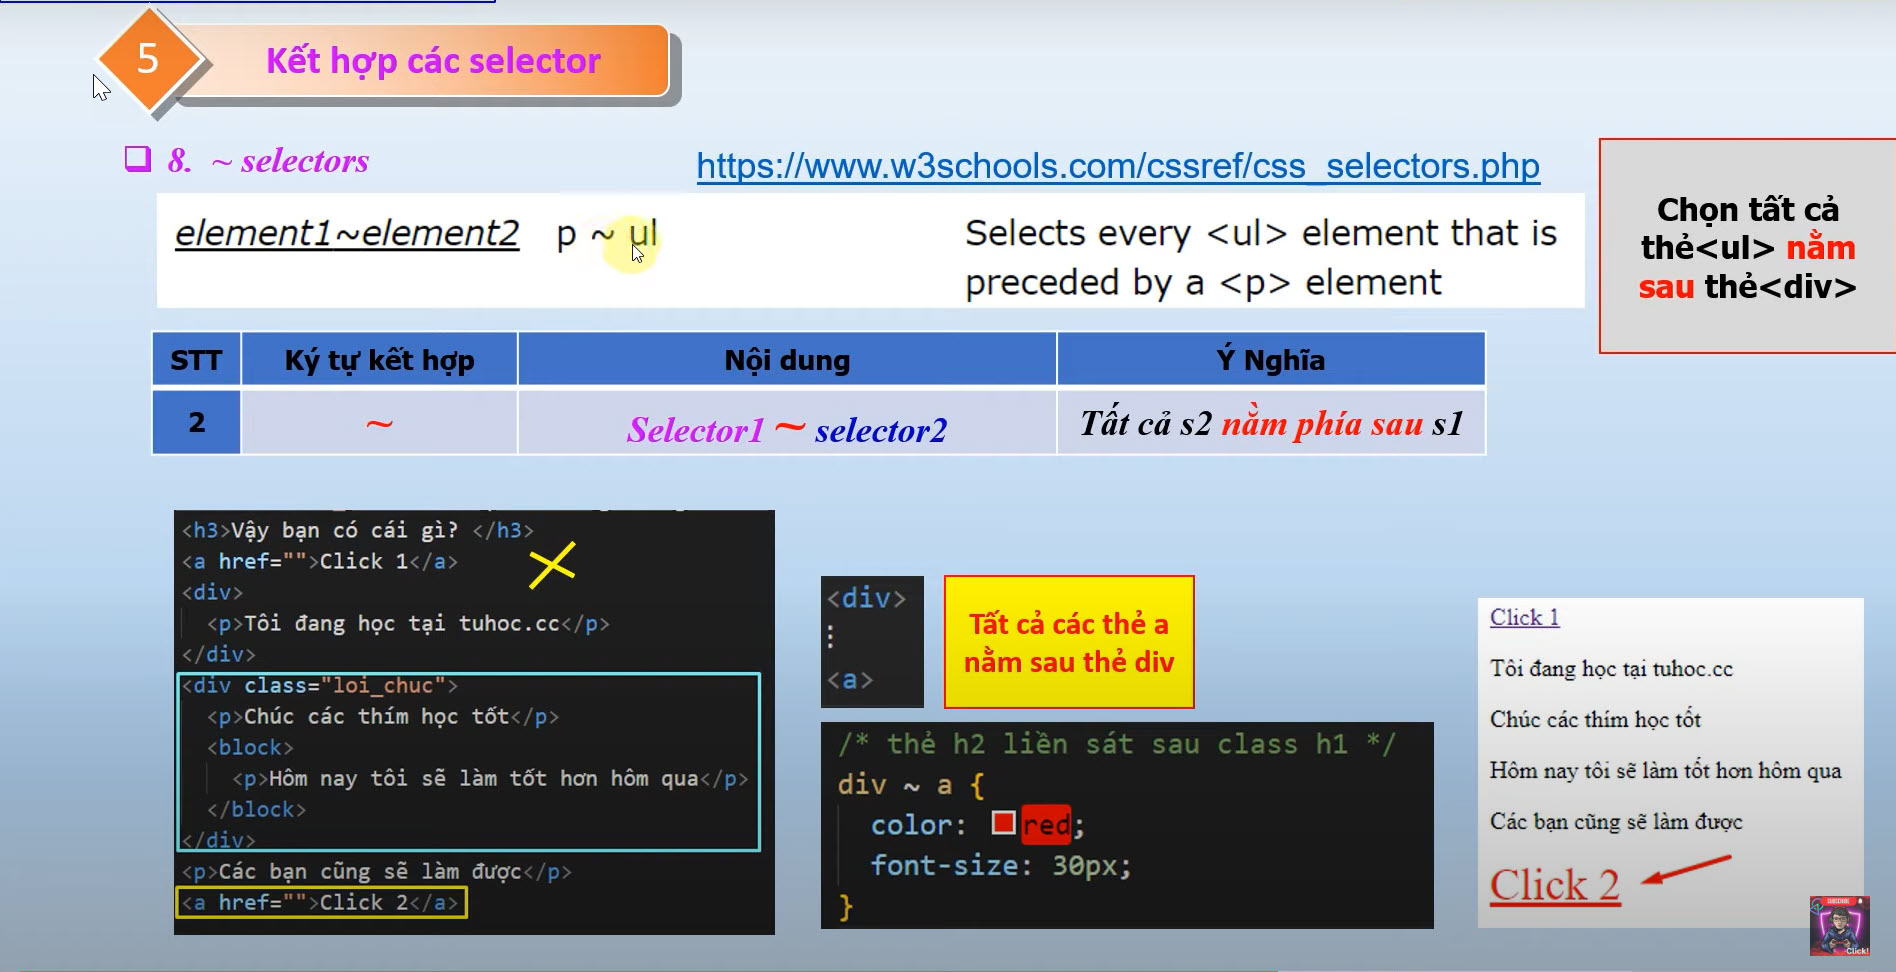 5
Kết hợp các selector
8. ~ selectors
https://www.w3schools.com/cssref/css_selectors.php
element1~element2 p ~ ul Selects every <ul> element that is
preceded by a <p> element
Chọn tất cả
thẻ<ul> nằm
sau thẻ<div>
STT Ký tự kết hợp Nội dung Ý Nghĩa
2 ~ Selector1 ~ selector2 Tất cả s2 nằm phía sau s1
<h3>Vậy bạn có cái gì? </h3>
<a href="">Click 1</a>
<div>
<p>Tôi đang học tại tuhoc.cc</p>
</div>
<div class="loi_chuc">
<p>Chúc các thím học tốt</p>
<block>
<p>Hôm nay tôi sẽ làm tốt hơn hôm qua</p>
</block>
</div>
<p>Các bạn cũng sẽ làm được</p>
<a href="">Click 2</a>
<div>
⋮
<a>
Tất cả các thẻ a
nằm sau thẻ div
/* thẻ h2 liền sát sau class h1 */
div ~ a {
color: red;
font-size: 30px;
}
Click 1
Tôi đang học tại tuhoc.cc
Chúc các thím học tốt
Hôm nay tôi sẽ làm tốt hơn hôm qua
Các bạn cũng sẽ làm được
Click 2
SUBSCRIBE
Click!